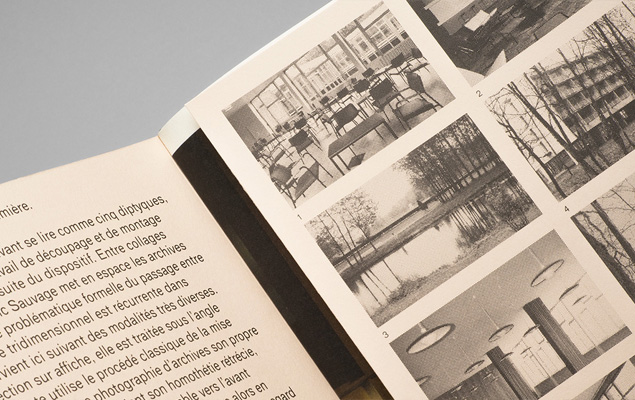 mière.
vant se lire comme cinq diptyques,
vail de découpage et de montage
suite du dispositif. Entre collages
c Sauvage met en espace les archives
problématique formelle du passage entre
e tridimensionnel est récurrente dans
vient ici suivant des modalités très diverses.
ction sur affiche, elle est traitée sous l'angle
te utilise le procédé classique de la mise
photographie d'archives son propre
nt son homothétie rétrécie,
ble vers l'avant
alors en
1
2
3
4